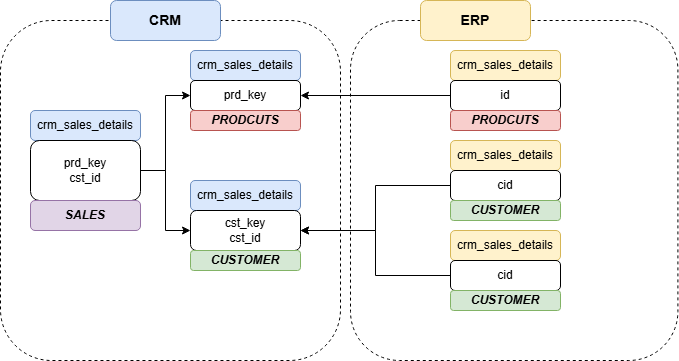 CRM
ERP
crm_sales_details
prd_key
PRODCUTS
crm_sales_details
id
PRODCUTS
crm_sales_details
prd_key
cst_id
SALES
crm_sales_details
cst_key
cst_id
CUSTOMER
crm_sales_details
cid
CUSTOMER
crm_sales_details
cid
CUSTOMER